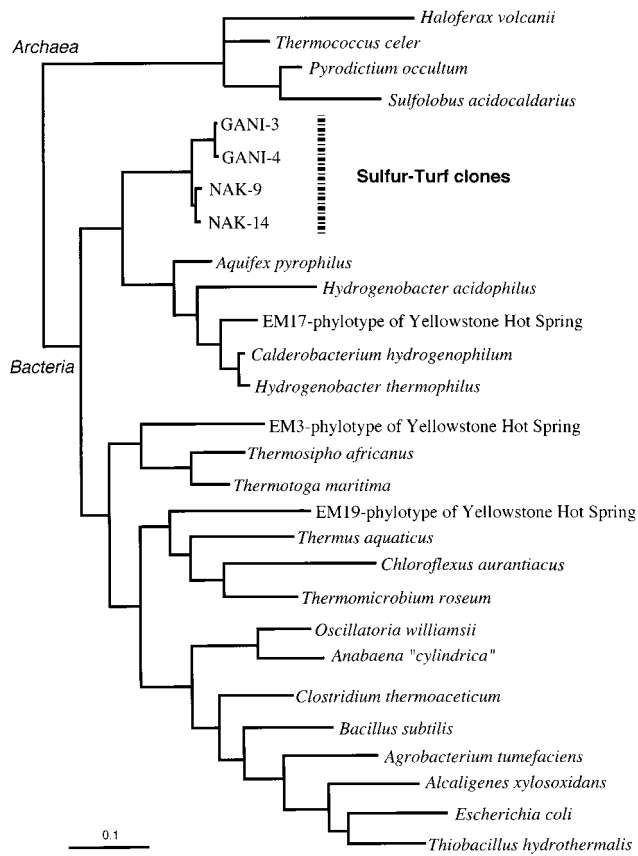 Haloferax volcanii
Archaea
Thermococcus celer
Pyrodictium occultum
Sulfolobus acidocaldarius
GANI-3
GANI-4
Sulfur-Turf clones
NAK-9
NAK-14
Aquifex pyrophilus
Hydrogenobacter acidophilus
EM17-phylotype of Yellowstone Hot Spring
Calderobacterium hydrogenophilum
Bacteria
Hydrogenobacter thermophilus
EM3-phylotype of Yellowstone Hot Spring
Thermosipho africanus
Thermotoga maritima
EM19-phylotype of Yellowstone Hot Spring
Thermus aquaticus
Chloroflexus aurantiacus
Thermomicrobium roseum
Oscillatoria williamsii
Anabaena "cylindrica"
Clostridium thermoaceticum
Bacillus subtilis
Agrobacterium tumefaciens
Alcaligenes xylosoxidans
Escherichia coli
Thiobacillus hydrothermalis
0.1